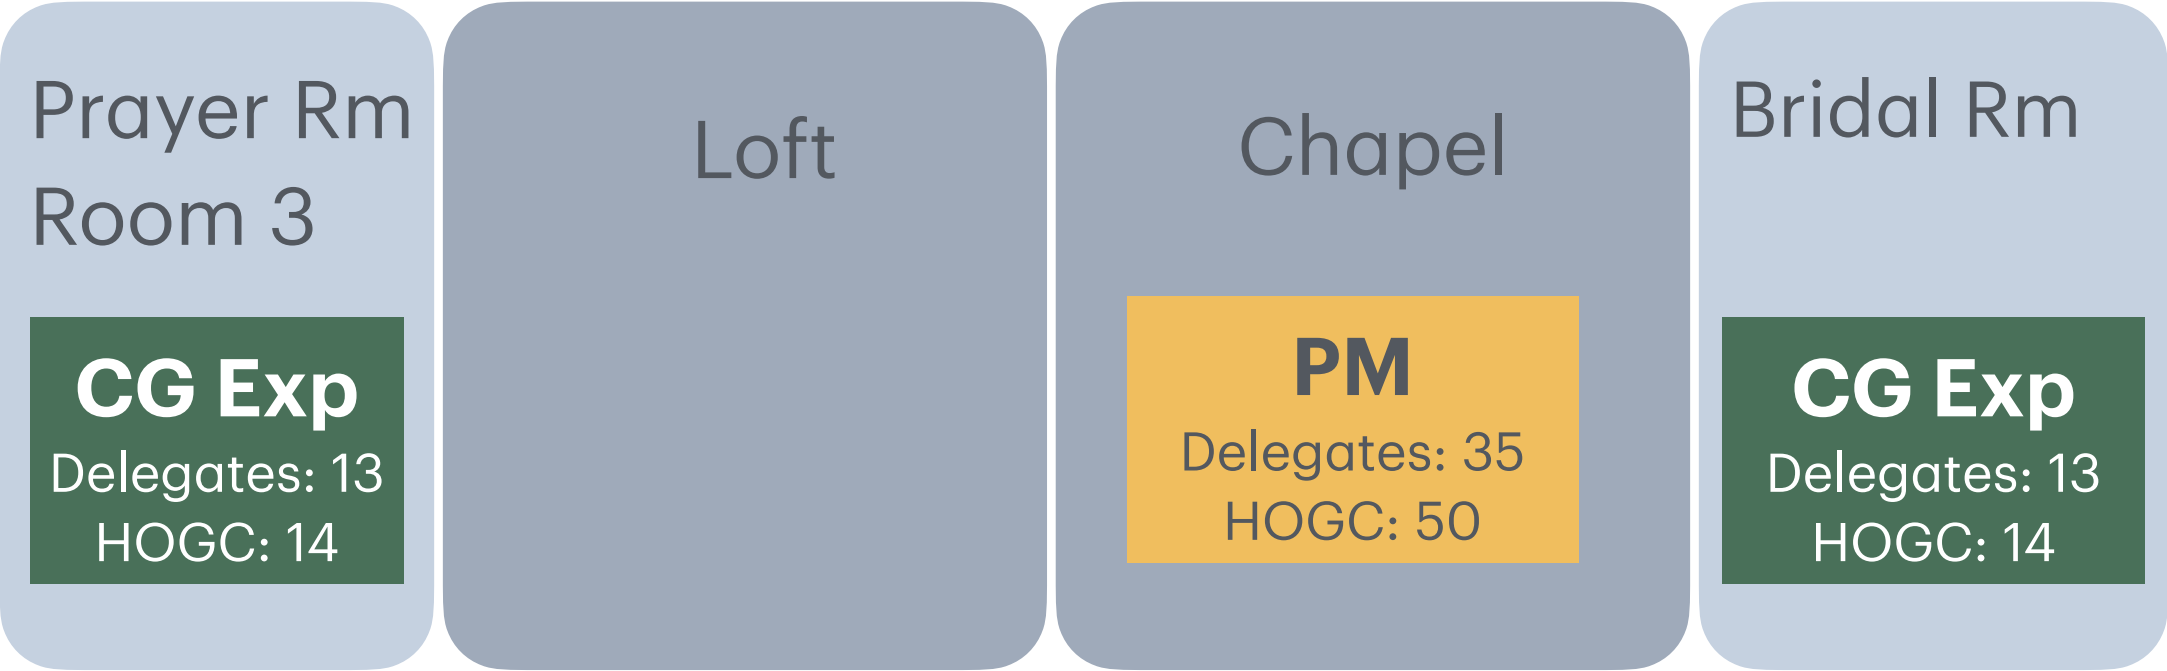 Prayer Rm
Room 3
CG Exp
Delegates: 13
HOGC: 14
Loft
Chapel
PM
Delegates: 35
HOGC: 50
Bridal Rm
CG Exp
Delegates: 13
HOGC: 14